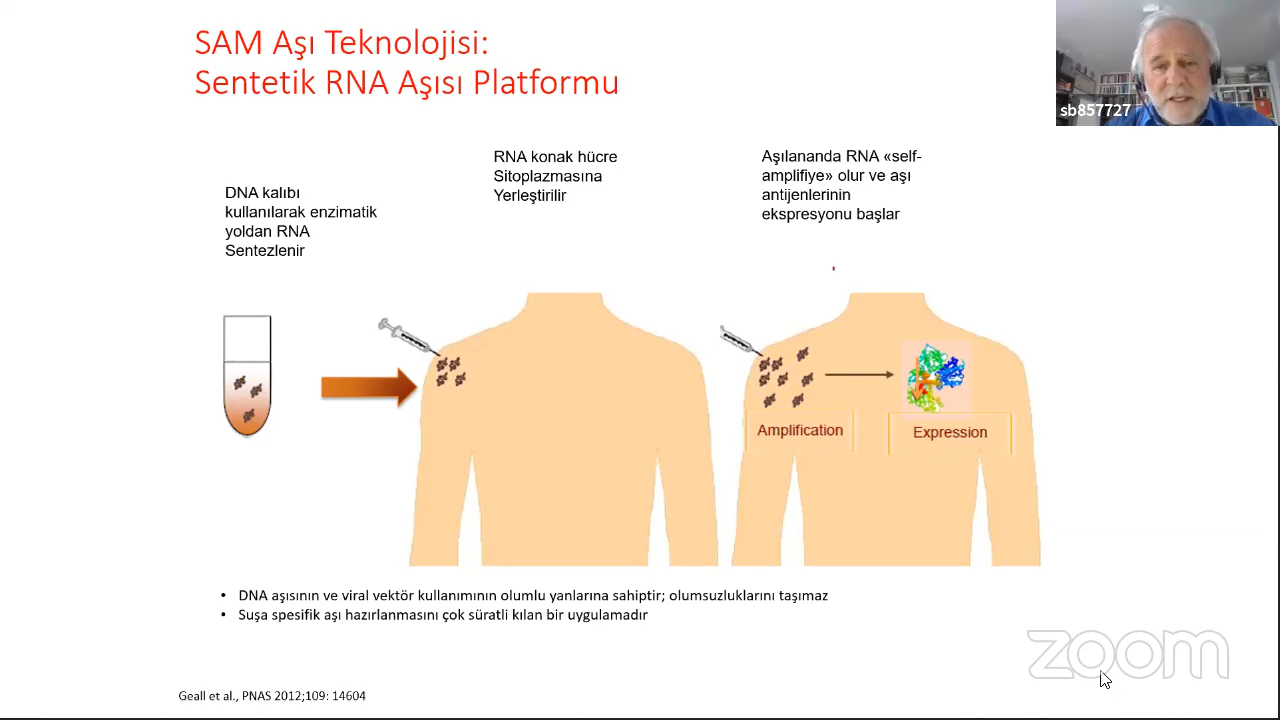 SAM Aşı Teknolojisi:
Sentetik RNA Aşısı Platformu
sb857727
DNA kalıbı
kullanılarak enzimatik
yoldan RNA
Sentezlenir
RNA konak hücre
Sitoplazmasına
Yerleştirilir
Aşılananda RNA «self-
amplifiye» olur ve aşı
antijenlerinin
ekspresyonu başlar
Amplification
Expression
• DNA aşısının ve viral vektör kullanımının olumlu yanlarına sahiptir; olumsuzluklarını taşımaz
• Suşa spesifik aşı hazırlanmasını çok süratli kılan bir uygulamadır
zoom
Geall et al., PNAS 2012;109: 14604